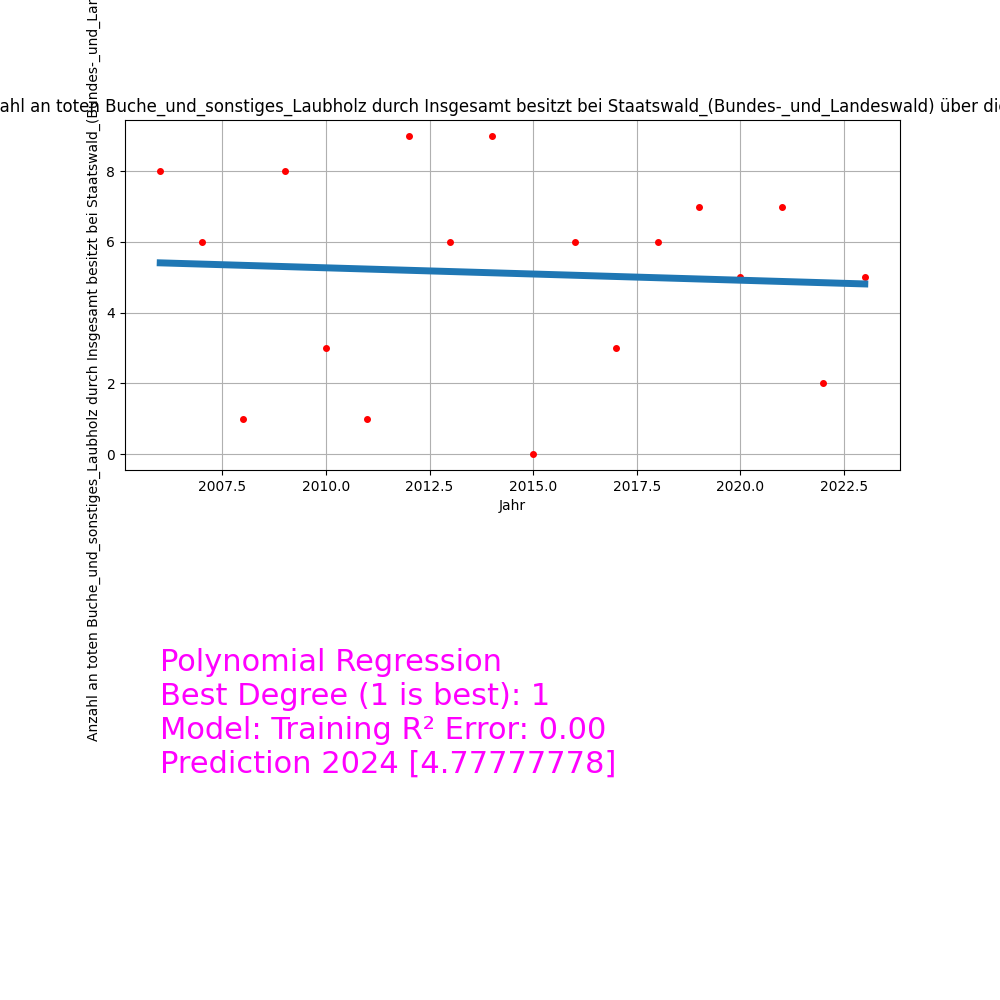 ahl an toten Buche_und_sonstiges_Laubholz durch Insgesamt besitzt bei Staatswald_(Bundes-_und_Landeswald) über die
Anzahl an toten Buche_und_sonstiges_Laubholz durch Insgesamt besitzt bei Staatswald_(Bundes-_und_Lan
8
6
4
2
0
2007.5 2010.0 2012.5 2015.0 2017.5 2020.0 2022.5
Jahr
Polynomial Regression
Best Degree (1 is best): 1
Model: Training R² Error: 0.00
Prediction 2024 [4.77777778]